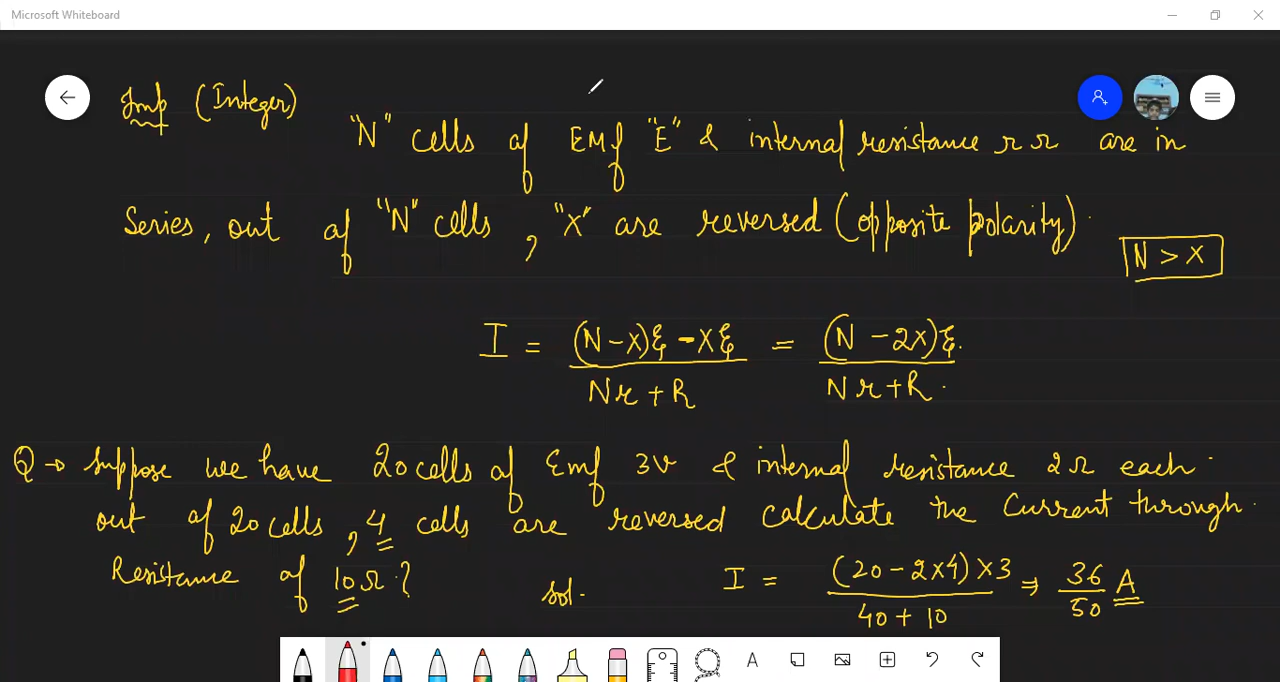 Microsoft Whiteboard
Imp (Integer)
"N" cells of EMf "E" & internal resistance r Ω are in
Series, out of "N" cells, "X" are reversed (opposite polarity).
N > X
I = (N-X)ξ - Xξ / Nr + R = (N - 2X)ξ / Nr + R.
Q → Suppose we have 20 cells of Emf 3v & internal resistance 2Ω each.
out of 20 cells, 4 cells are reversed calculate the Current through
Resistance of 10Ω?
sol. I = (20 - 2×4) × 3 / 40 + 10 ⇒ 36/50 A
A